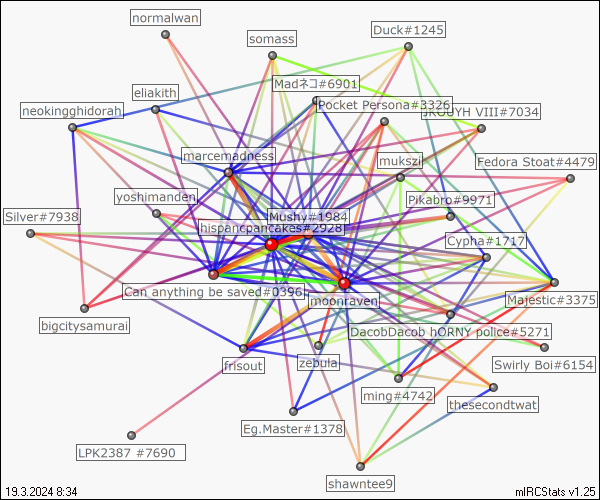 normalwan
Duck#1245
somass
Madネコ#6901
eliakith
Pocket Persona#3326
neokingghidorah
VIII#7034
marcemadness
mukszi
Fedora Stoat#4479
yoshimanden
Pikabro#9971
Silver#7938
Mushy#1984
hispancpancakes#2928
Cypha#1717
Can anything be saved#0396
moonraven
Majestic#3375
bigcitysamurai
DacobDacob hORNY police#5271
frisout
zebula
Swirly Boi#6154
ming#4742
thesecondtwat
Eg.Master#1378
LPK2387 #7690
shawntee9
19.3.2024 8:34
mIRCStats v1.25